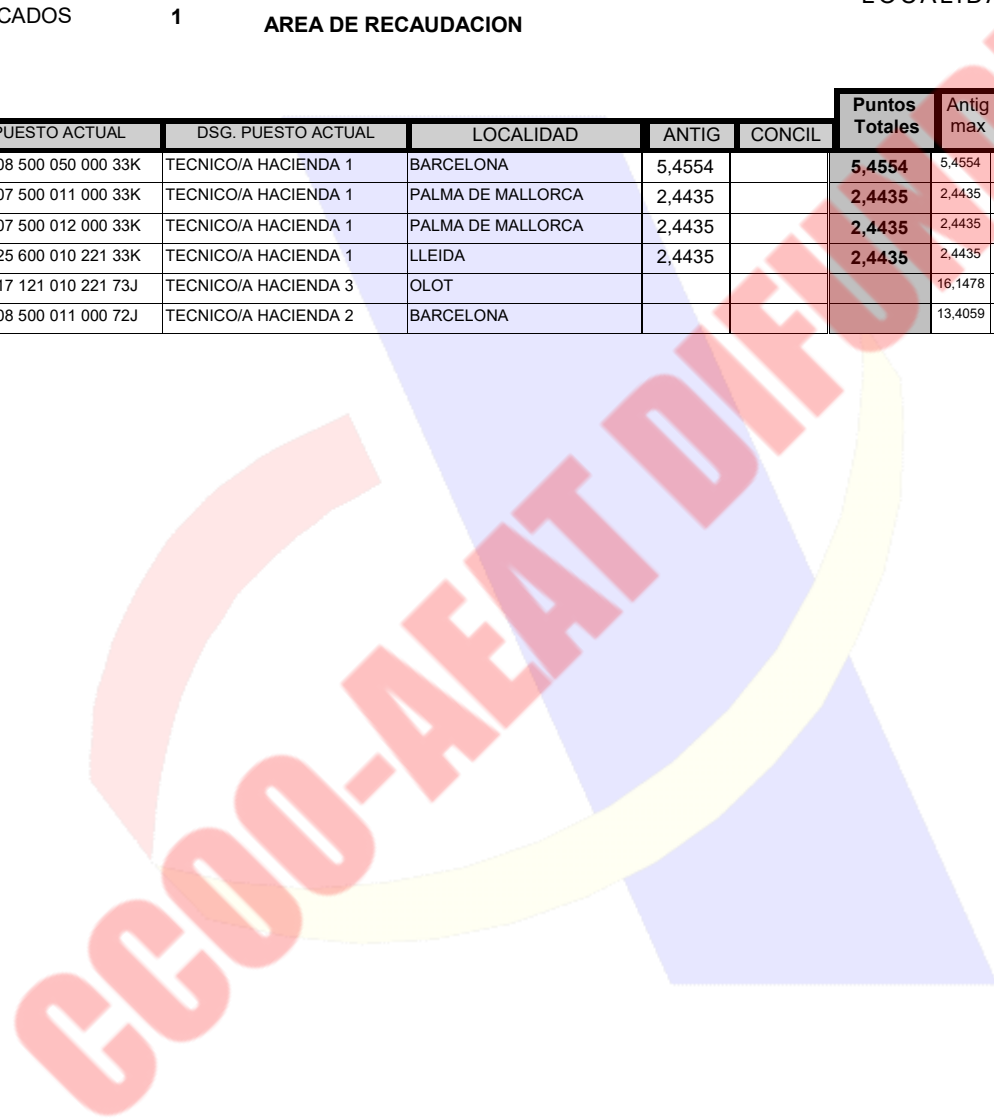 CADOS 1 AREA DE RECAUDACION
PUESTO ACTUAL DSG. PUESTO ACTUAL LOCALIDAD ANTIG CONCIL Puntos Totales Antig max
08 500 050 000 33K TECNICO/A HACIENDA 1 BARCELONA 5,4554 5,4554 5,4554
07 500 011 000 33K TECNICO/A HACIENDA 1 PALMA DE MALLORCA 2,4435 2,4435 2,4435
07 500 012 000 33K TECNICO/A HACIENDA 1 PALMA DE MALLORCA 2,4435 2,4435 2,4435
25 600 010 221 33K TECNICO/A HACIENDA 1 LLEIDA 2,4435 2,4435 2,4435
17 121 010 221 73J TECNICO/A HACIENDA 3 OLOT 16,1478
08 500 011 000 72J TECNICO/A HACIENDA 2 BARCELONA 13,4059
CCOO-AEAT DIFUN